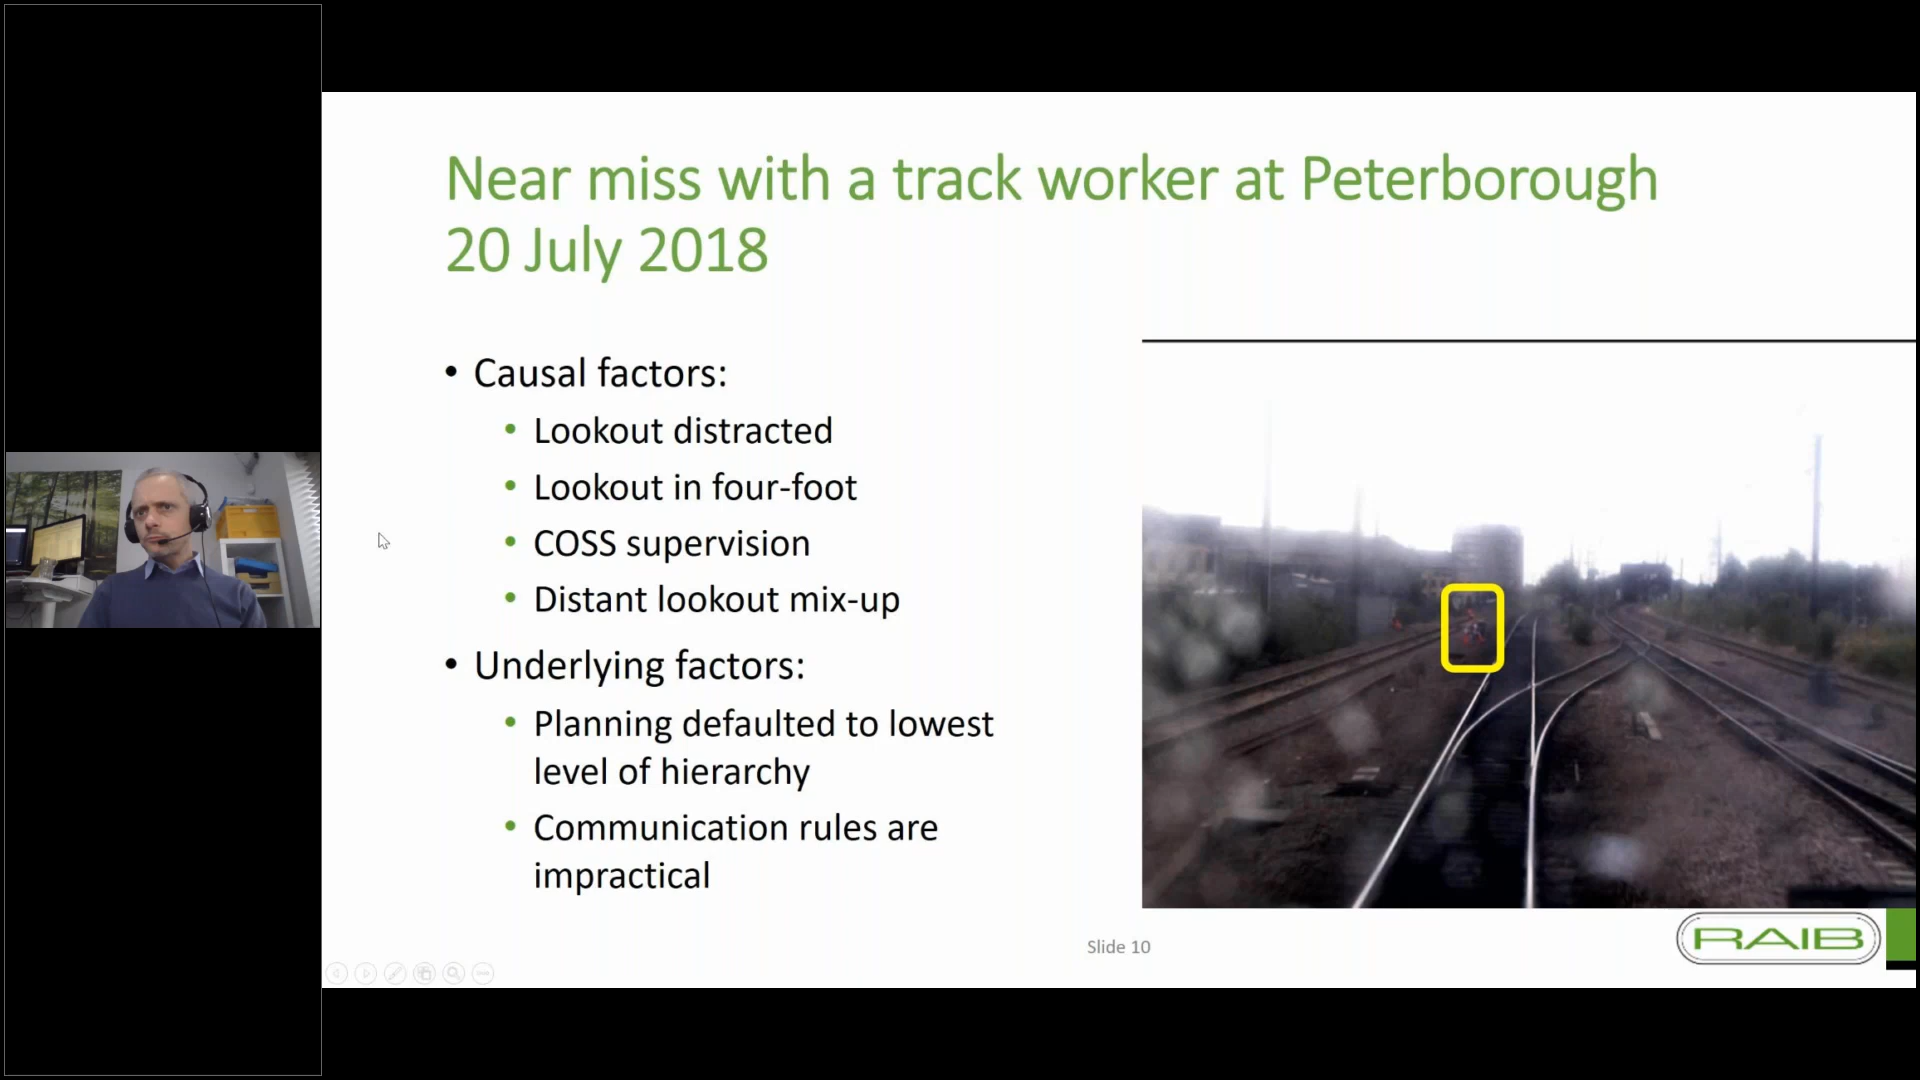 Near miss with a track worker at Peterborough
20 July 2018
• Causal factors:
• Lookout distracted
• Lookout in four-foot
• COSS supervision
• Distant lookout mix-up
• Underlying factors:
• Planning defaulted to lowest
level of hierarchy
• Communication rules are
impractical
Slide 10
RAIB